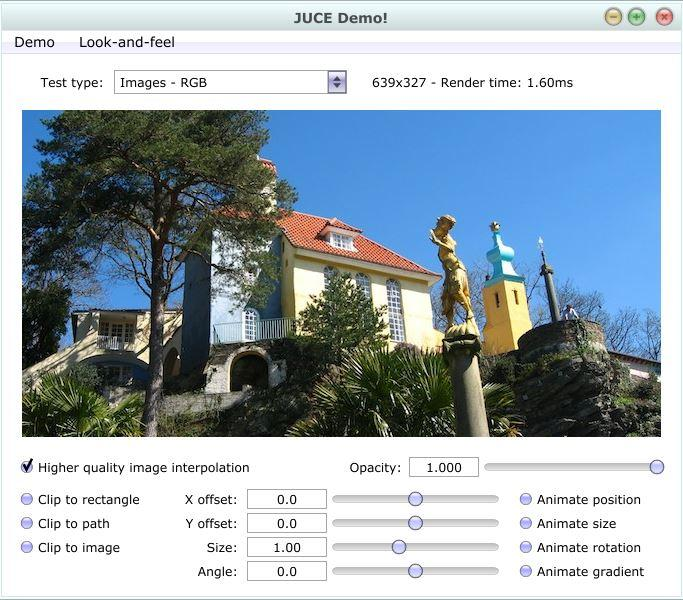 JUCE Demo!
Demo Look-and-feel
Test type: Images - RGB 639x327 - Render time: 1.60ms
Higher quality image interpolation Opacity: 1.000
Clip to rectangle X offset: 0.0 Animate position
Clip to path Y offset: 0.0 Animate size
Clip to image Size: 1.00 Animate rotation
Angle: 0.0 Animate gradient